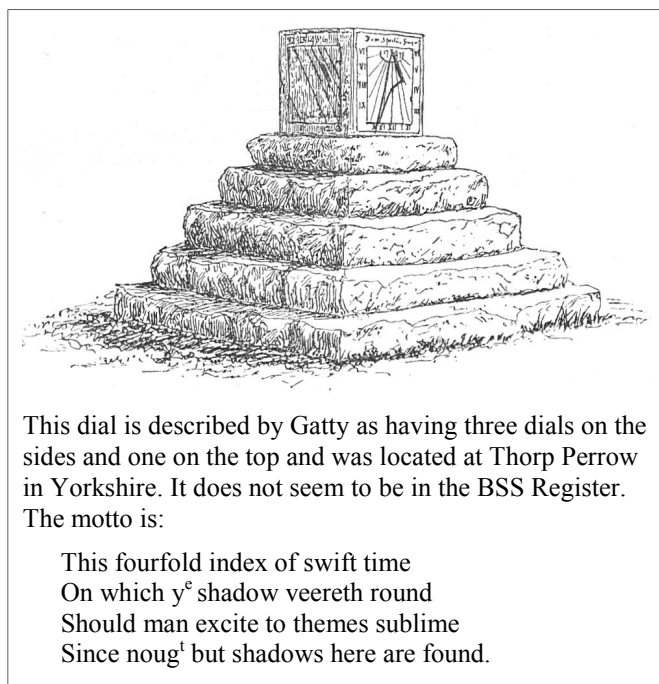 This dial is described by Gatty as having three dials on the
sides and one on the top and was located at Thorp Perrow
in Yorkshire. It does not seem to be in the BSS Register.
The motto is:
This fourfold index of swift time
On which yᵉ shadow veereth round
Should man excite to themes sublime
Since nougᵗ but shadows here are found.